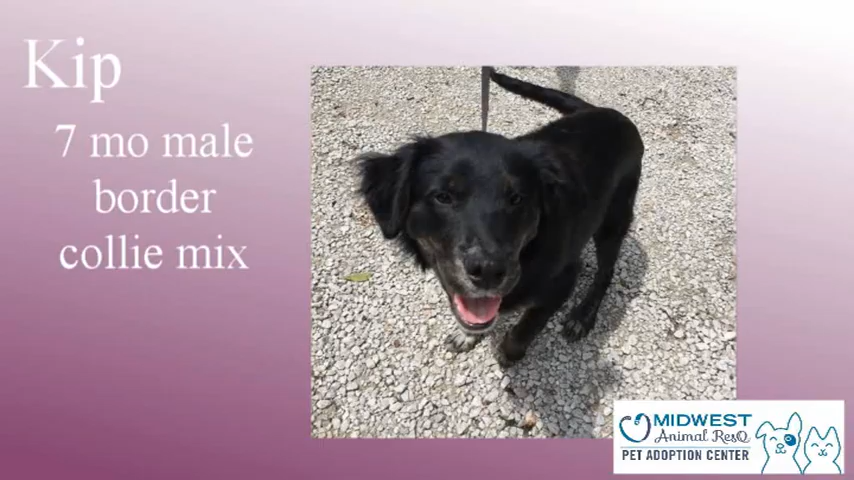 Kip
7 mo male
border
collie mix
MIDWEST
Animal ResQ
PET ADOPTION CENTER